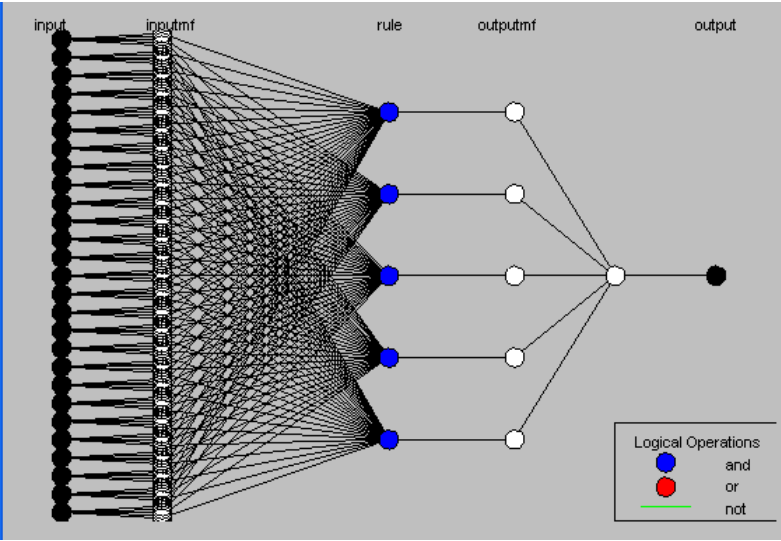 input inputmf rule outputmf output
Logical Operations
and
or
not